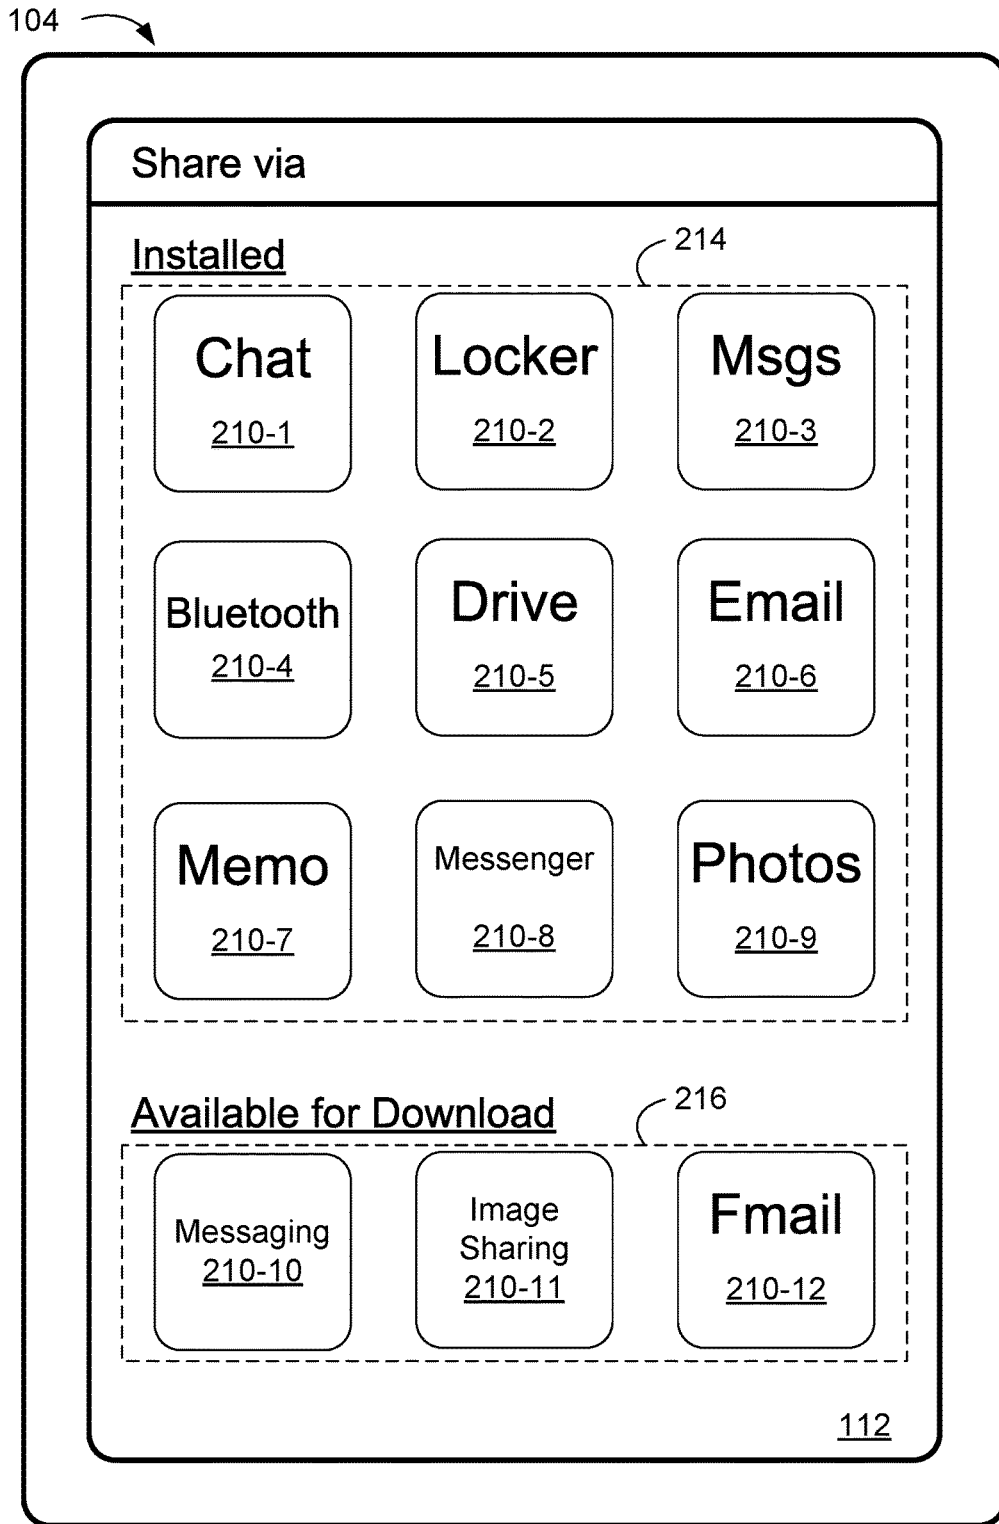 104
Share via
Installed
214
Chat
Locker
Msgs
210-1
210-2
210-3
Bluetooth
Drive
Email
210-4
210-5
210-6
Memo
Messenger
Photos
210-7
210-8
210-9
Available for Download
216
Messaging
210-10
Image
Sharing
210-11
Fmail
210-12
112